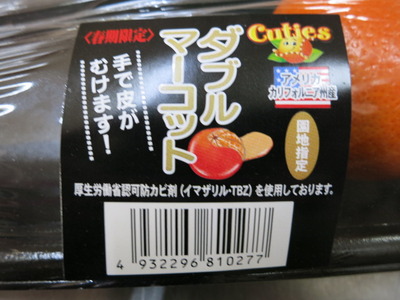 〈春期限定〉
手で皮が
むけます!
ダブル
マーコット
Cuties
アメリカ
カリフォルニア州産
園地指定
厚生労働省認可防カビ剤(イマザリル・TBZ)を使用しております。
4 932296 810277